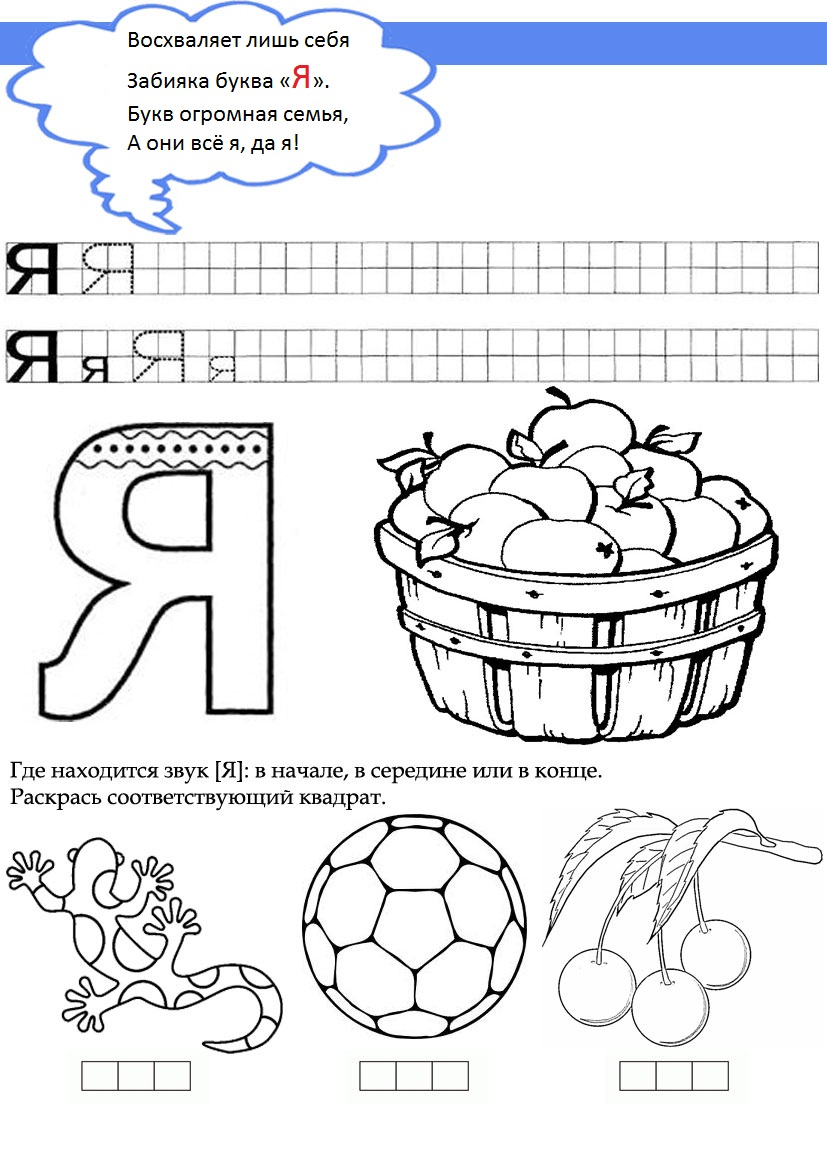 Восхваляет лишь себя
Забияка буква «Я».
Букв огромная семья,
А они всё я, да я!
Я Я
Я я Я я
Я
Где находится звук [Я]: в начале, в середине или в конце.
Раскрась соответствующий квадрат.